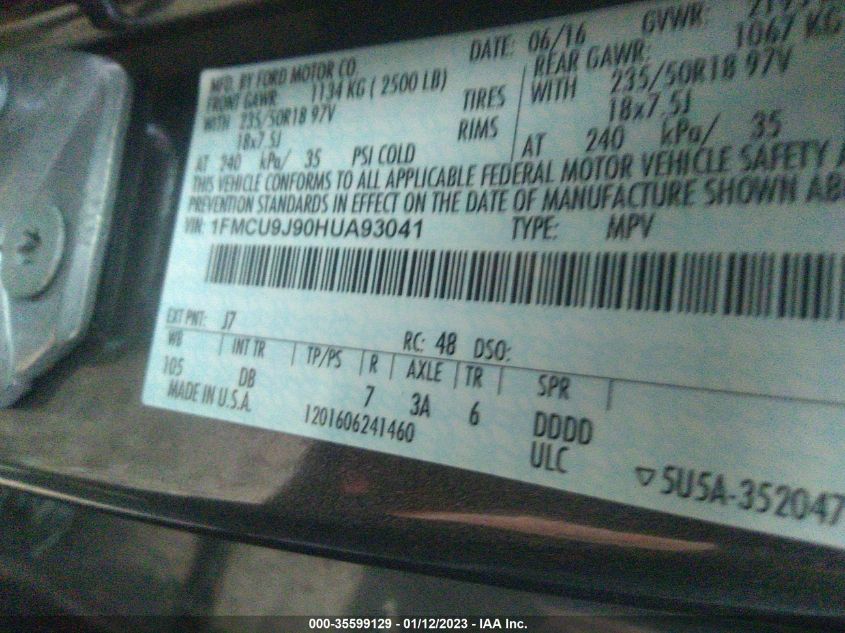 MFD. BY FORD MOTOR CO.
DATE: 06/16 GVWR:
FRONT GAWR: 1134 KG ( 2500 LB) REAR GAWR: 1067 KG
WITH 235/50R18 97V TIRES WITH 235/50R18 97V
18x7.5J RIMS 18x7.5J
AT 240 kPa/ 35 PSI COLD AT 240 kPa/ 35
THIS VEHICLE CONFORMS TO ALL APPLICABLE FEDERAL MOTOR VEHICLE SAFETY
PREVENTION STANDARDS IN EFFECT ON THE DATE OF MANUFACTURE SHOWN
VIN: 1FMCU9J90HUA93041 TYPE: MPV
EXT PNT: J7 RC: 48 DSO:
WB INT TR TP/PS R AXLE TR SPR
105 DB 7 3A 6 DDDD
MADE IN U.S.A. 1201606241460 ULC
▽ 5U5A-352047
000-35599129 - 01/12/2023 - IAA Inc.